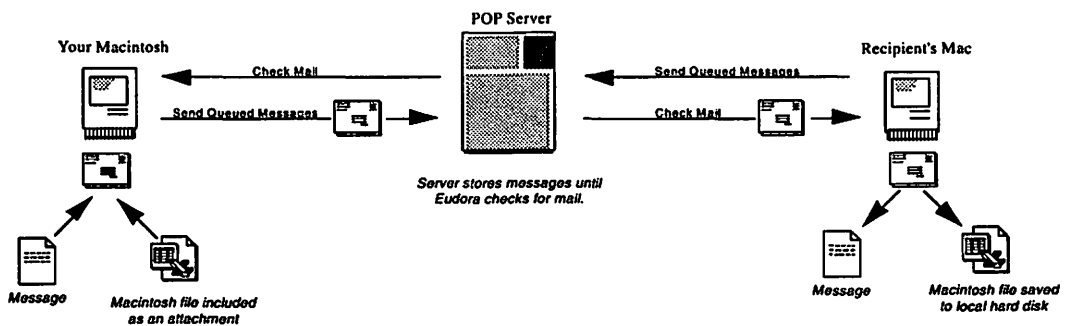 POP Server
Your Macintosh
Recipient's Mac
Check Mail
Send Queued Messages
Send Queued Messages
Check Mail
Server stores messages until
Eudora checks for mail.
Message
Macintosh file included
as an attachment
Message
Macintosh file saved
to local hard disk